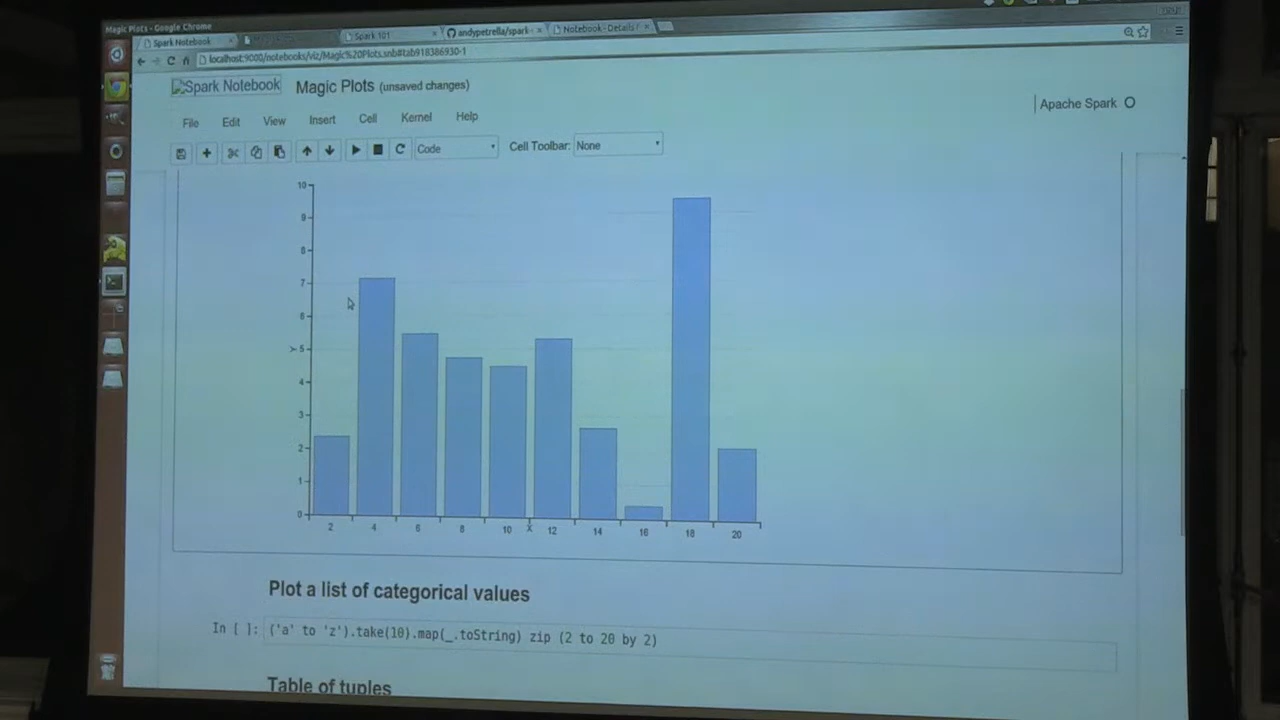 Magic Plots - Google Chrome
Spark Notebook
Spark 101
andypetrella/spark-
Notebook - Details /
localhost:9000/notebooks/viz/Magic%20Plots.snb#tab918386930-1
Spark Notebook Magic Plots (unsaved changes)
Apache Spark
File Edit View Insert Cell Kernel Help
Code Cell Toolbar: None
10
9
8
7
6
Y 5
4
3
2
1
0
2 4 6 8 10 X 12 14 16 18 20
Plot a list of categorical values
In [ ]: ('a' to 'z').take(10).map(_.toString) zip (2 to 20 by 2)
Table of tuples